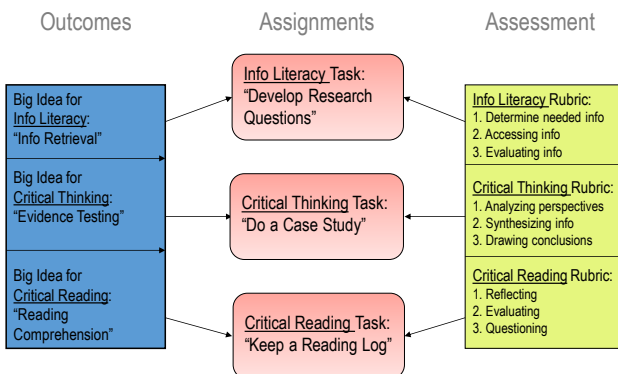 Outcomes
Assignments
Assessment
Big Idea for
Info Literacy:
“Info Retrieval”
Big Idea for
Critical Thinking:
“Evidence Testing”
Big Idea for
Critical Reading:
“Reading
Comprehension”
Info Literacy Task:
“Develop Research
Questions”
Critical Thinking Task:
“Do a Case Study”
Critical Reading Task:
“Keep a Reading Log”
Info Literacy Rubric:
1. Determine needed info
2. Accessing info
3. Evaluating info
Critical Thinking Rubric:
1. Analyzing perspectives
2. Synthesizing info
3. Drawing conclusions
Critical Reading Rubric:
1. Reflecting
2. Evaluating
3. Questioning